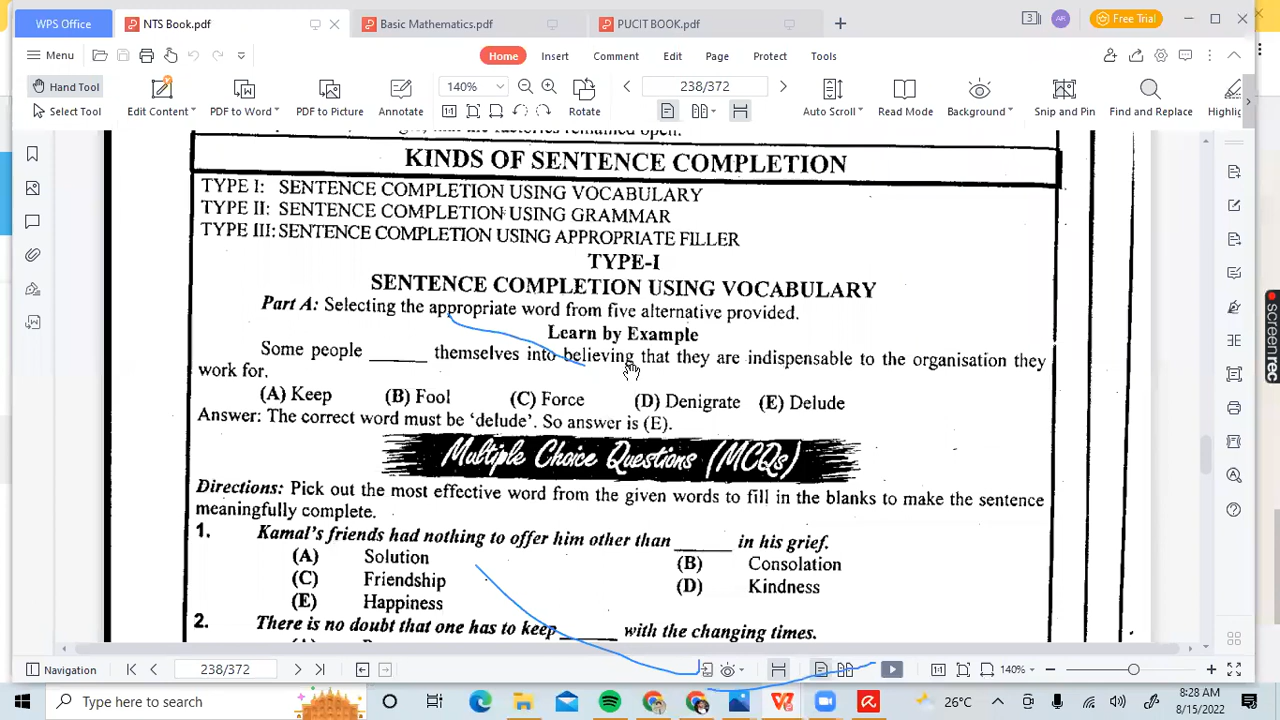 WPS Office
NTS Book.pdf
Basic Mathematics.pdf
PUCIT BOOK.pdf
3
AR
Free Trial
Menu
Home
Insert
Comment
Edit
Page
Protect
Tools
Hand Tool
Select Tool
Edit Content
PDF to Word
PDF to Picture
Annotate
140%
238/372
Rotate
Auto Scroll
Read Mode
Background
Snip and Pin
Find and Replace
Highlig
that the factories remained open.
KINDS OF SENTENCE COMPLETION
TYPE I: SENTENCE COMPLETION USING VOCABULARY
TYPE II: SENTENCE COMPLETION USING GRAMMAR
TYPE III: SENTENCE COMPLETION USING APPROPRIATE FILLER
TYPE-I
SENTENCE COMPLETION USING VOCABULARY
Part A: Selecting the appropriate word from five alternative provided.
Learn by Example
Some people ______ themselves into believing that they are indispensable to the organisation they
work for.
(A) Keep (B) Fool (C) Force (D) Denigrate (E) Delude
Answer: The correct word must be 'delude'. So answer is (E).
Multiple Choice Questions (MCQs)
Directions: Pick out the most effective word from the given words to fill in the blanks to make the sentence
meaningfully complete.
1. Kamal's friends had nothing to offer him other than ______ in his grief.
(A) Solution (B) Consolation
(C) Friendship (D) Kindness
(E) Happiness
2. There is no doubt that one has to keep ______ with the changing times.
Navigation
238/372
140%
Type here to search
26°C
8:28 AM
8/15/2022
screenrec